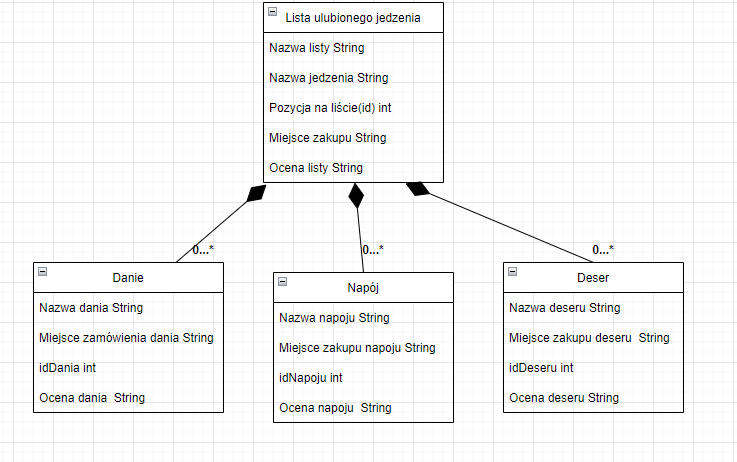 Lista ulubionego jedzenia
Nazwa listy String
Nazwa jedzenia String
Pozycja na liście(id) int
Miejsce zakupu String
Ocena listy String
0...*
0...*
0...*
Danie
Nazwa dania String
Miejsce zamówienia dania String
idDania int
Ocena dania  String
Napój
Nazwa napoju String
Miejsce zakupu napoju String
idNapoju int
Ocena napoju  String
Deser
Nazwa deseru String
Miejsce zakupu deseru  String
idDeseru int
Ocena deseru String